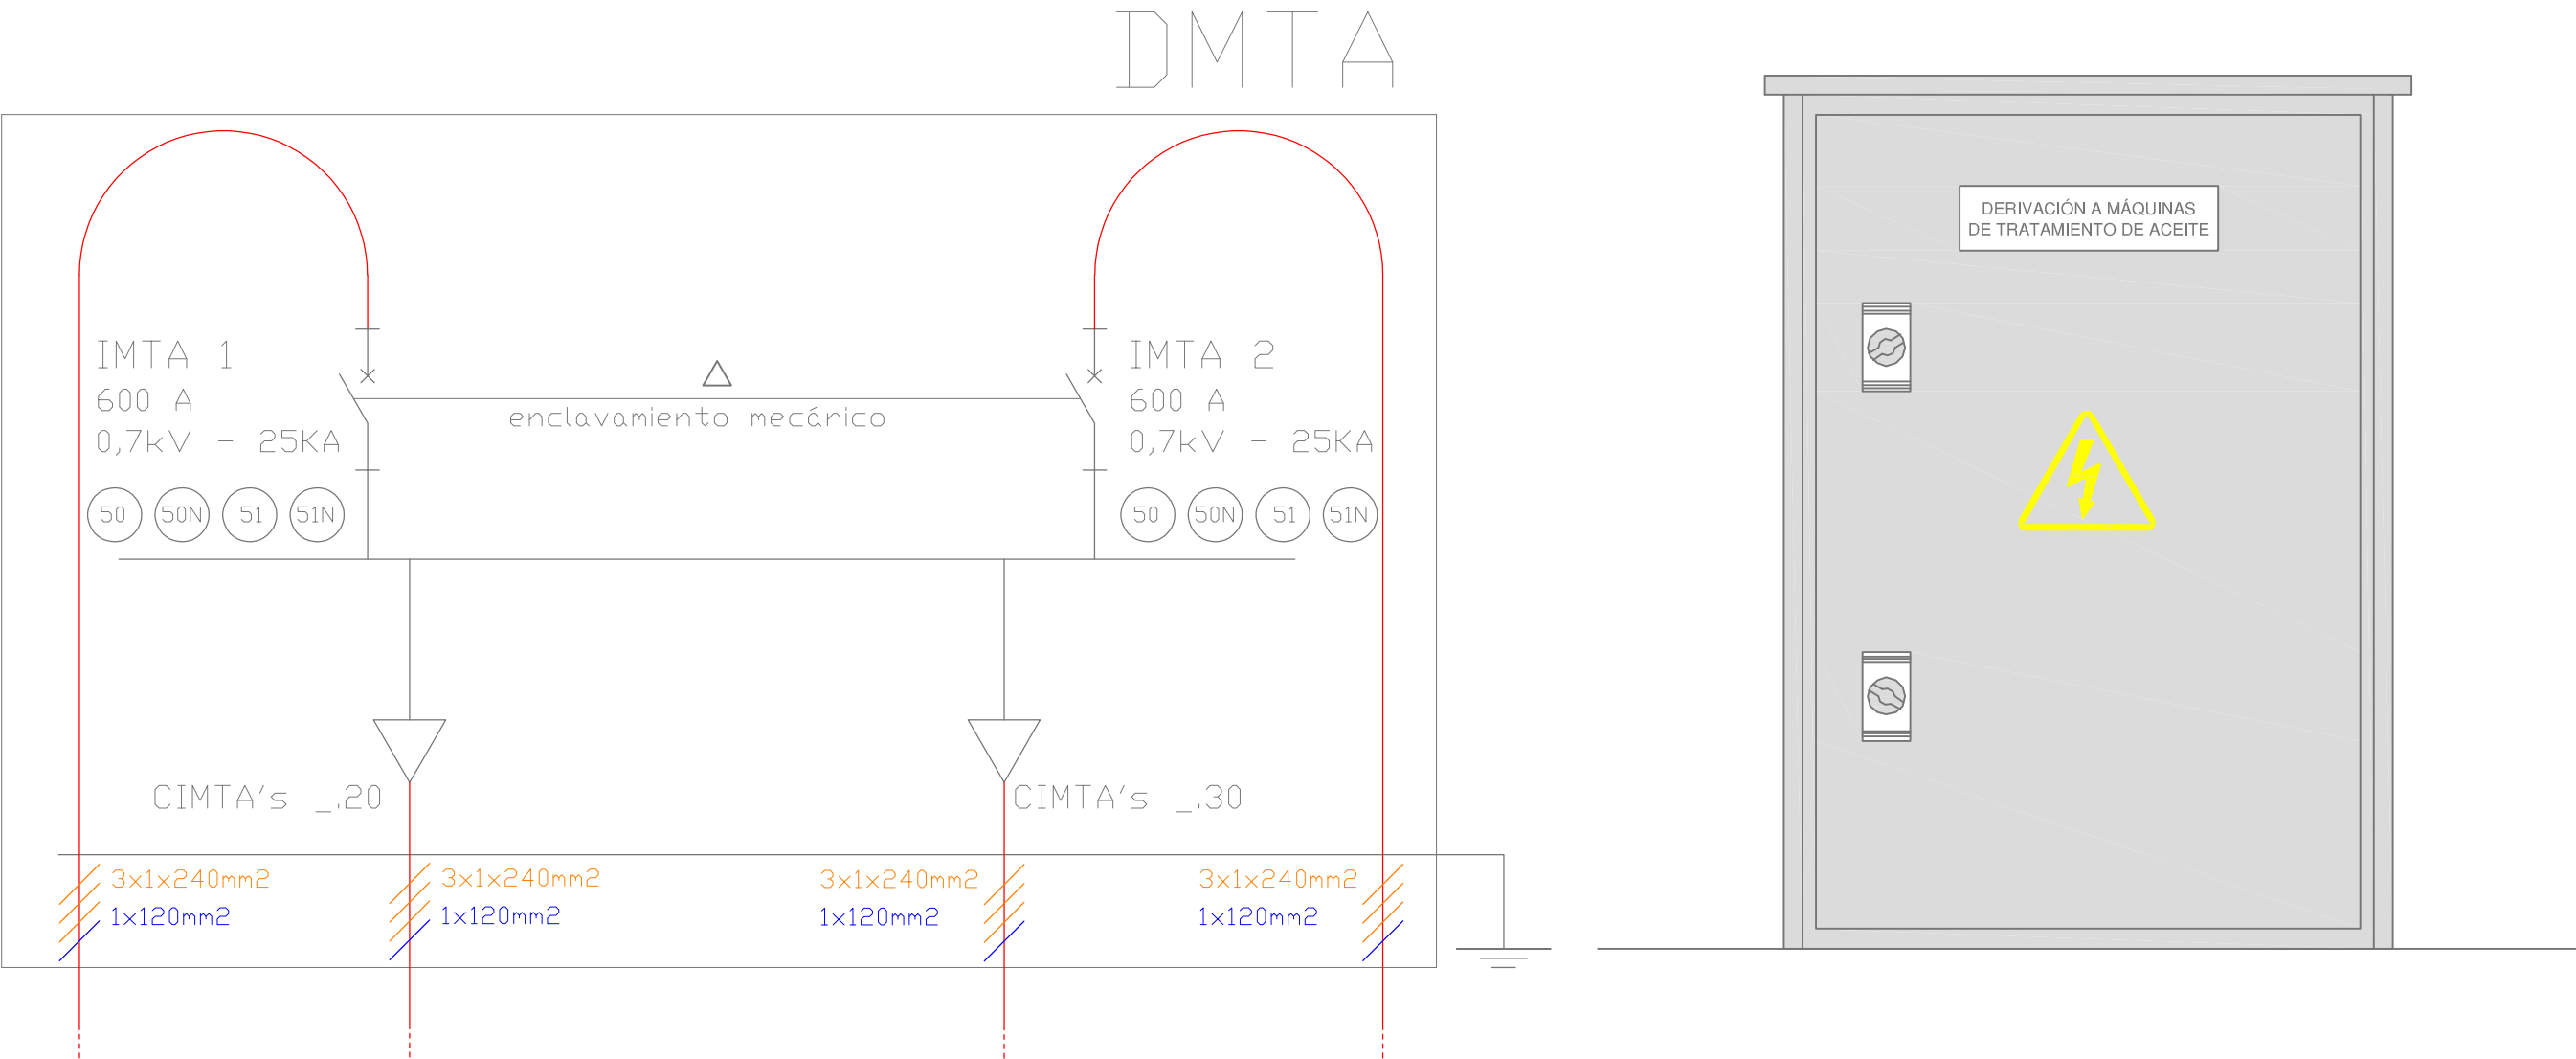 DMTA
IMTA 1
600 A
0,7kV - 25KA
50 50N 51 51N
enclavamiento mecánico
IMTA 2
600 A
0,7kV - 25KA
50 50N 51 51N
CIMTA's _.20
CIMTA's _.30
3x1x240mm2
1x120mm2
3x1x240mm2
1x120mm2
3x1x240mm2
1x120mm2
3x1x240mm2
1x120mm2
DERIVACIÓN A MÁQUINAS
DE TRATAMIENTO DE ACEITE